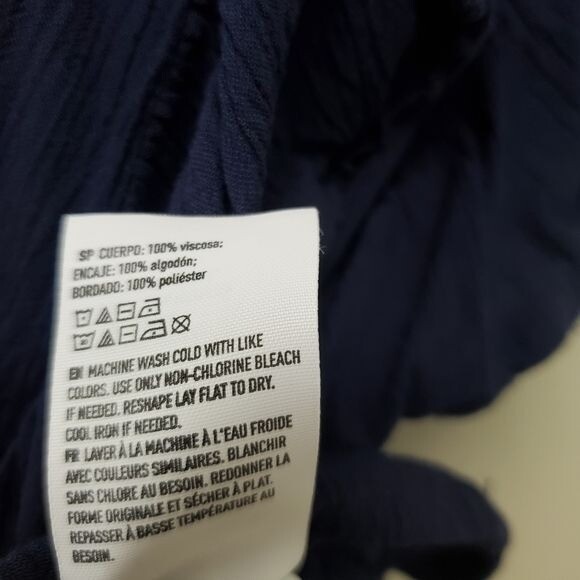 SP CUERPO: 100% viscosa;
ENCAJE: 100% algodón;
BORDADO: 100% poliéster
EN MACHINE WASH COLD WITH LIKE
COLORS. USE ONLY NON-CHLORINE BLEACH
IF NEEDED. RESHAPE LAY FLAT TO DRY.
COOL IRON IF NEEDED.
FR LAVER À LA MACHINE À L'EAU FROIDE
AVEC COULEURS SIMILAIRES. BLANCHIR
SANS CHLORE AU BESOIN. REDONNER LA
FORME ORIGINALE ET SÉCHER À PLAT.
REPASSER À BASSE TEMPÉRATURE AU
BESOIN.